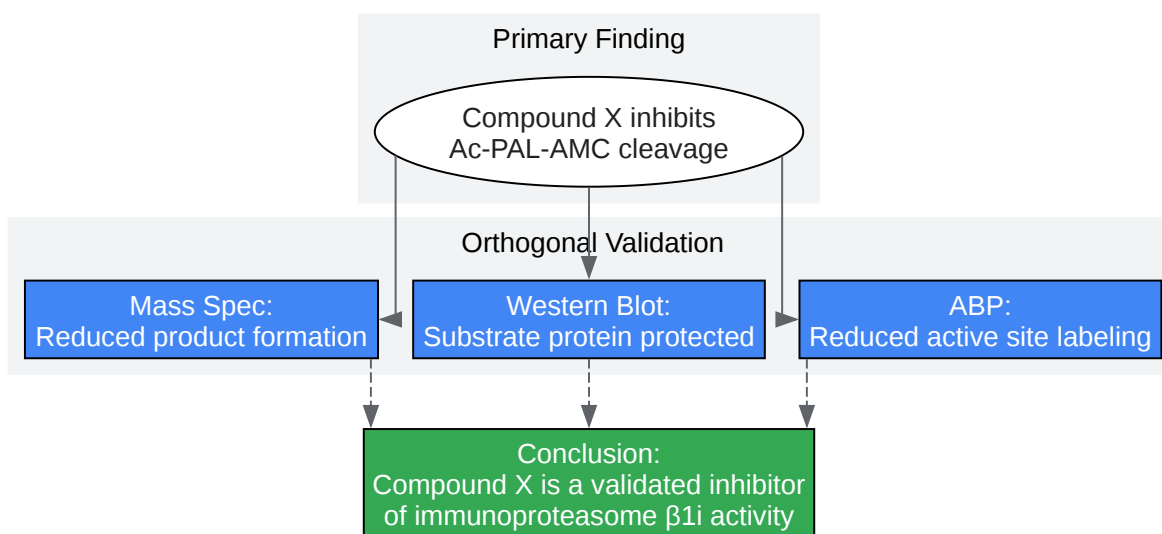 Primary Finding
Compound X inhibits
Ac-PAL-AMC cleavage
Orthogonal Validation
Mass Spec:
Reduced product formation
Western Blot:
Substrate protein protected
ABP:
Reduced active site labeling
Conclusion:
Compound X is a validated inhibitor
of immunoproteasome β1i activity